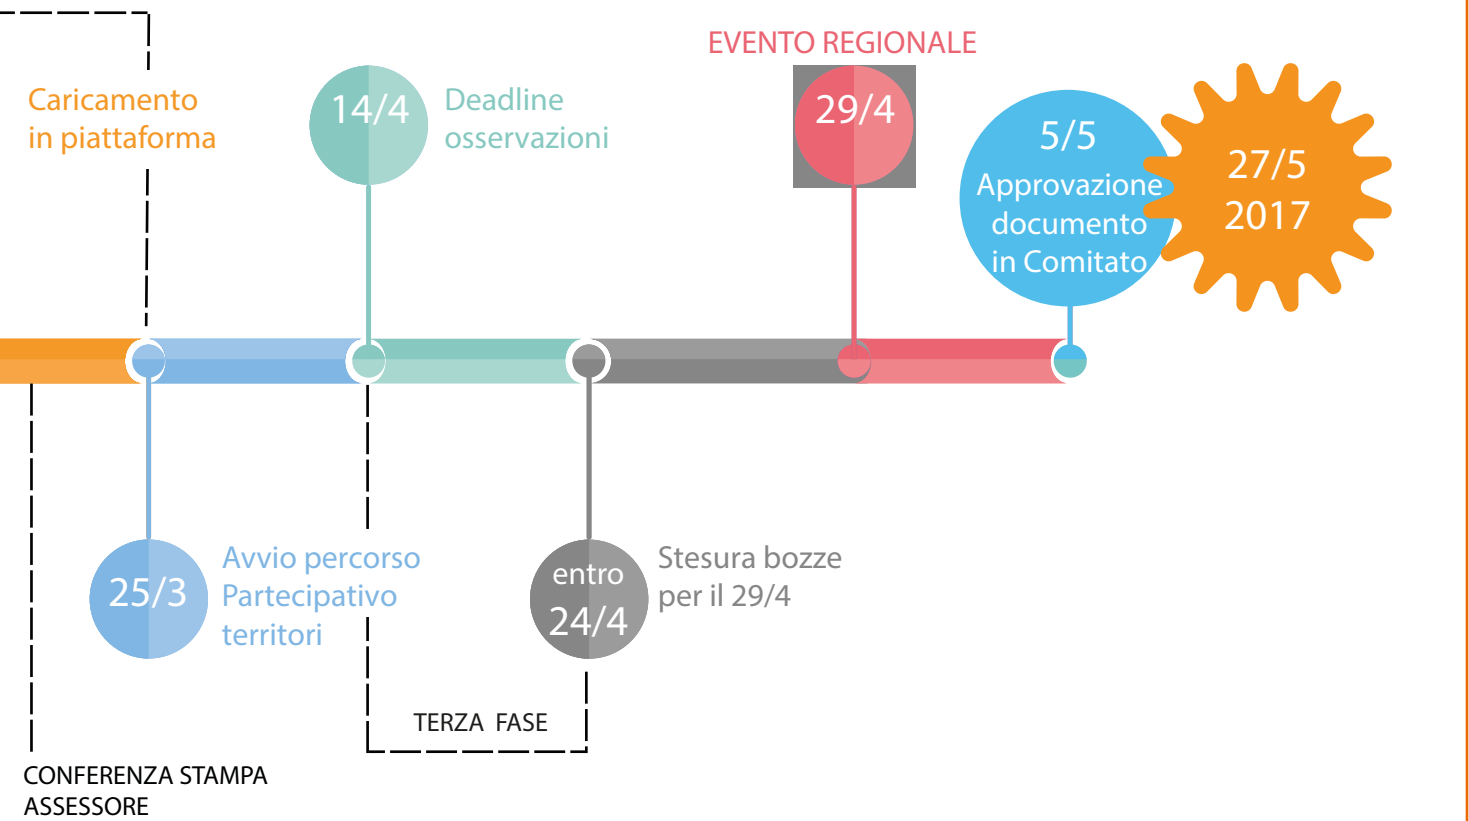 EVENTO REGIONALE
Caricamento
in piattaforma
14/4
Deadline
osservazioni
29/4
5/5
Approvazione
documento
in Comitato
27/5
2017
25/3
Avvio percorso
Partecipativo
territori
entro
24/4
Stesura bozze
per il 29/4
TERZA FASE
CONFERENZA STAMPA
ASSESSORE